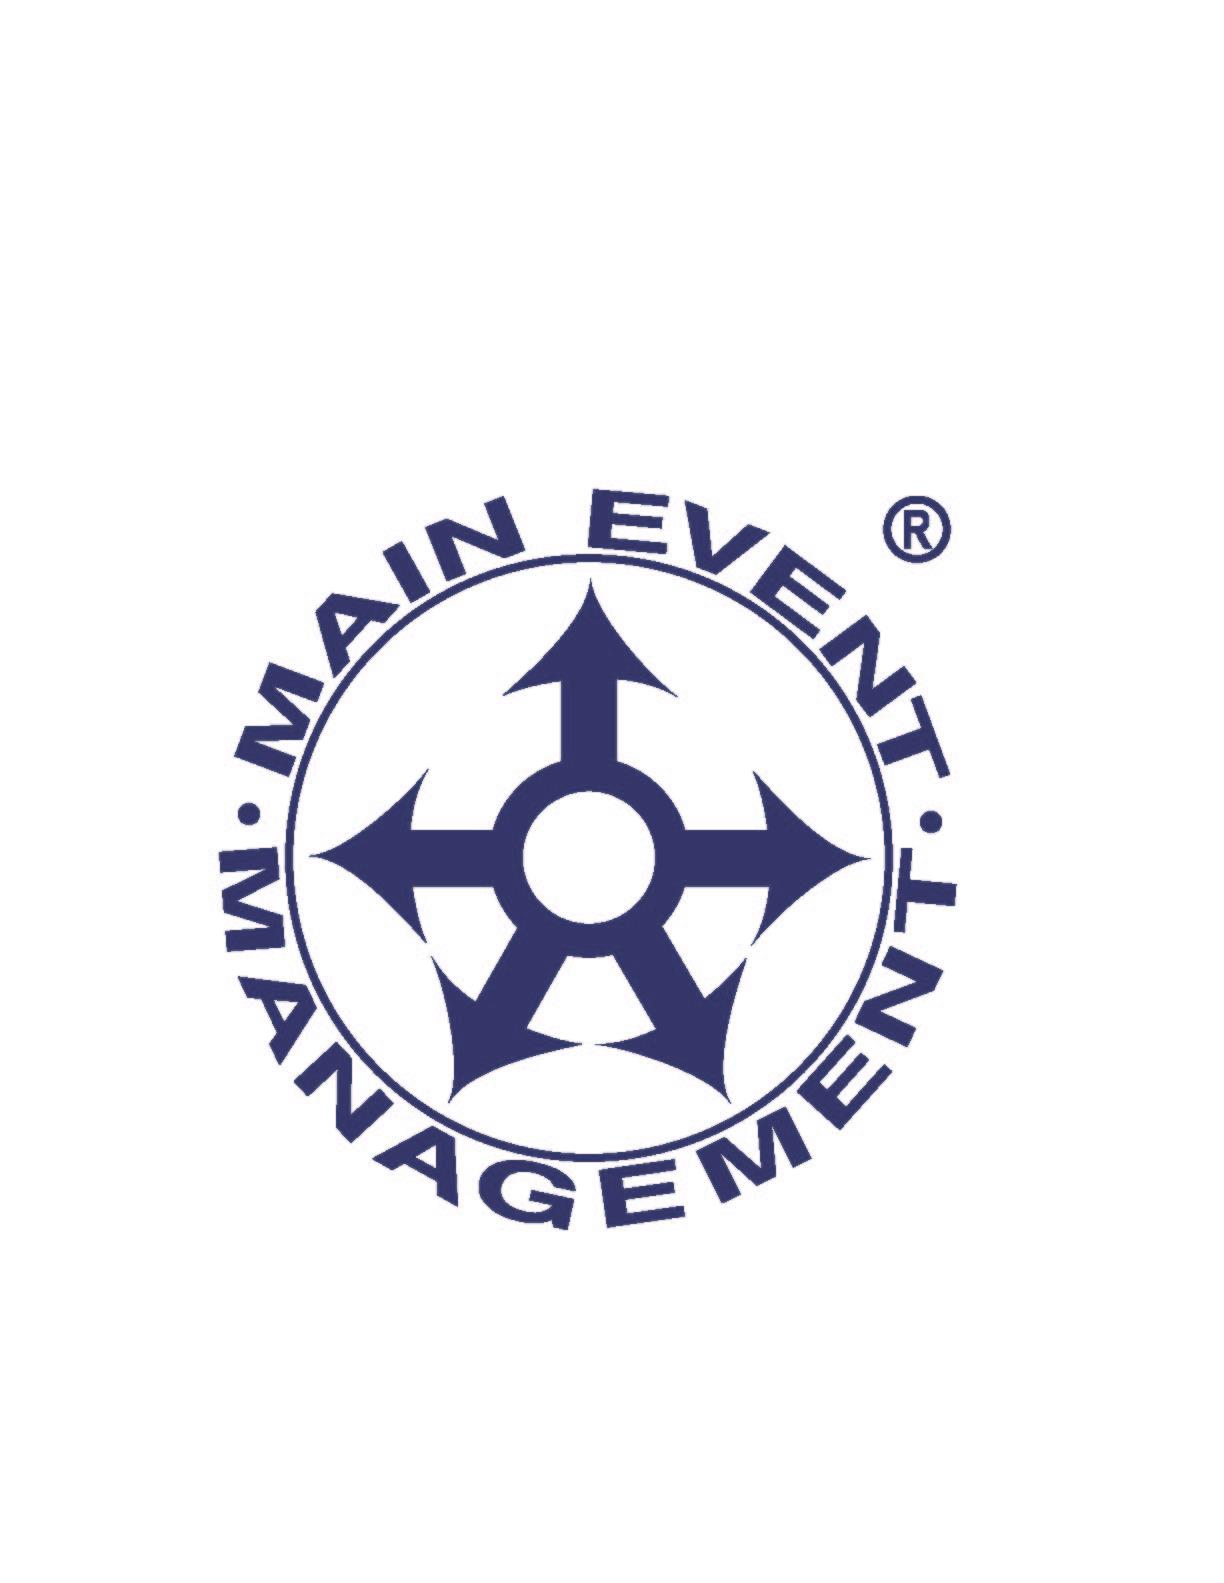 MAIN EVENT
®
• MANAGEMENT •